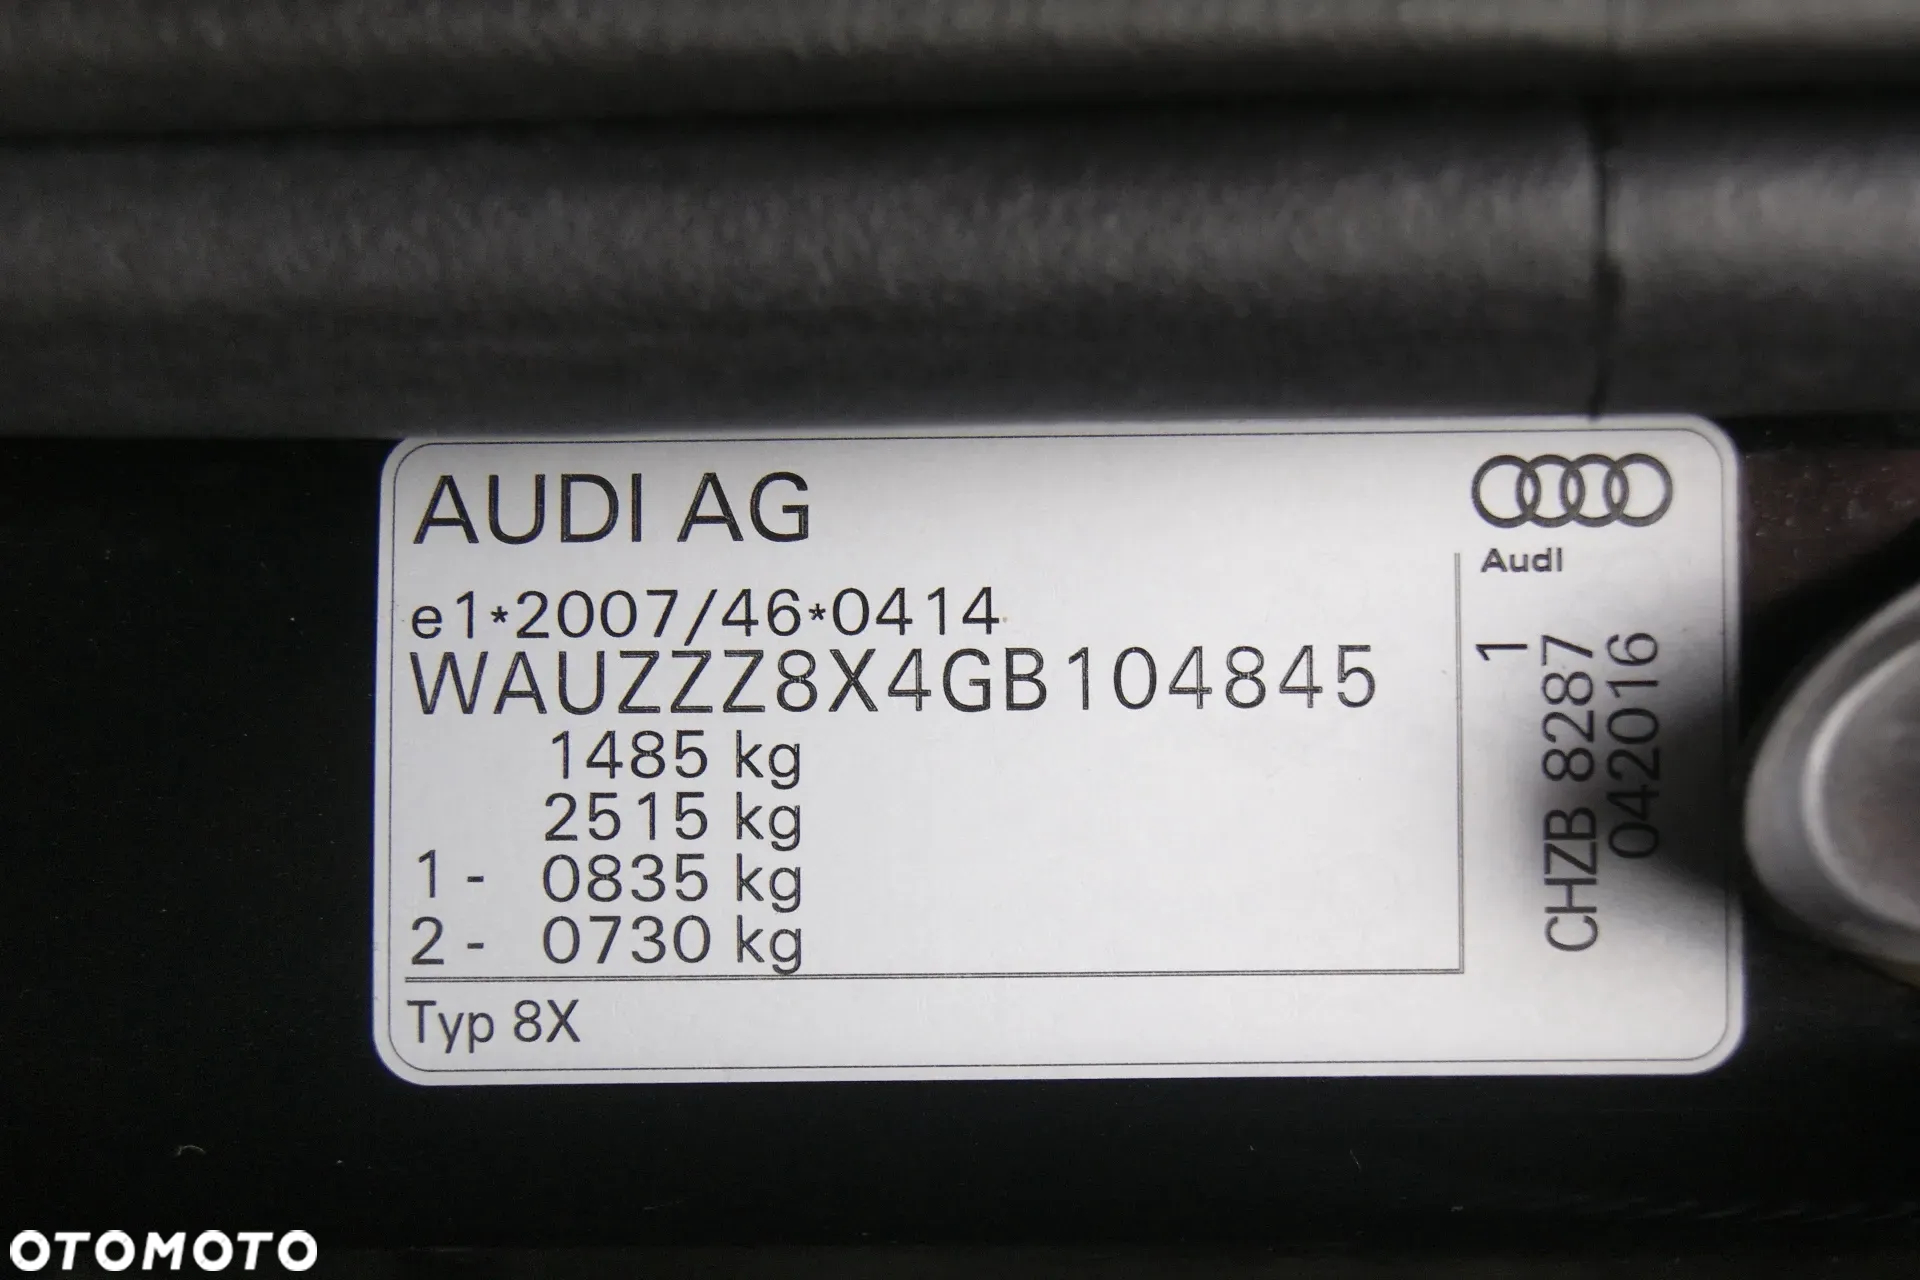 AUDI AG
Audi
e1*2007/46*0414
WAUZZZ8X4GB104845
1485 kg
2515 kg
1 - 0835 kg
2 - 0730 kg
Typ 8X
1
CHZB 8287
042016
OTOMOTO